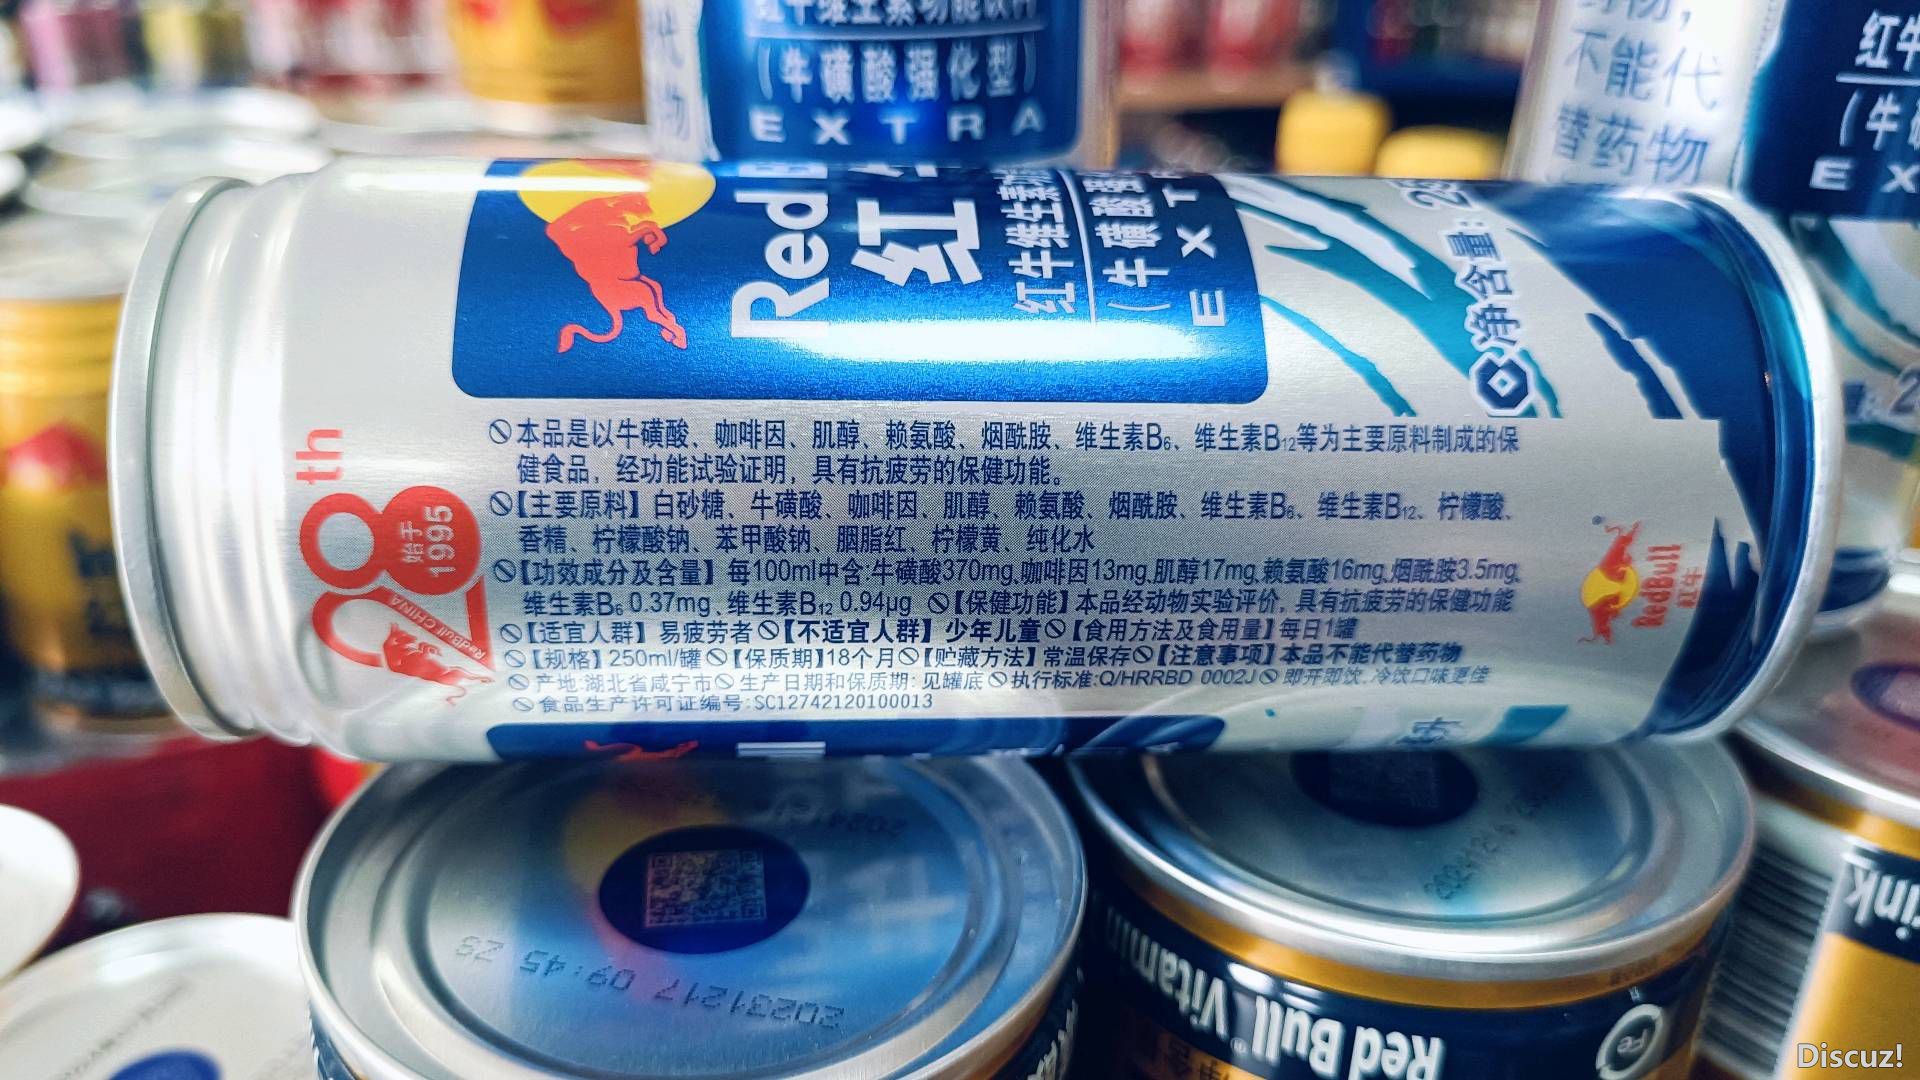 (牛磺酸强化型)
EXTRA
不能代
替药物
红牛
EX
Red
红
红牛维生素
(牛磺酸
EXT
净含量:
28th
始于
1995
RedBull CHINA
本品是以牛磺酸、咖啡因、肌醇、赖氨酸、烟酰胺、维生素B₆、维生素B₁₂等为主要原料制成的保
健食品，经功能试验证明，具有抗疲劳的保健功能。
【主要原料】白砂糖、牛磺酸、咖啡因、肌醇、赖氨酸、烟酰胺、维生素B₆、维生素B₁₂、柠檬酸、
香精、柠檬酸钠、苯甲酸钠、胭脂红、柠檬黄、纯化水
【功效成分及含量】每100ml中含:牛磺酸370mg、咖啡因13mg、肌醇17mg、赖氨酸16mg、烟酰胺3.5mg、
维生素B₆ 0.37mg、维生素B₁₂ 0.94μg 【保健功能】本品经动物实验评价，具有抗疲劳的保健功能
【适宜人群】易疲劳者【不适宜人群】少年儿童【食用方法及食用量】每日1罐
【规格】250ml/罐【保质期】18个月【贮藏方法】常温保存【注意事项】本品不能代替药物
产地:湖北省咸宁市 生产日期和保质期: 见罐底 执行标准:Q/HRRBD 0002J 即开即饮,冷饮口味更佳
食品生产许可证编号:SC12742120100013
RedBull
红牛
20231217 09:45 Z8
Red Bull® Vitamin
rink
Fe
Discuz!